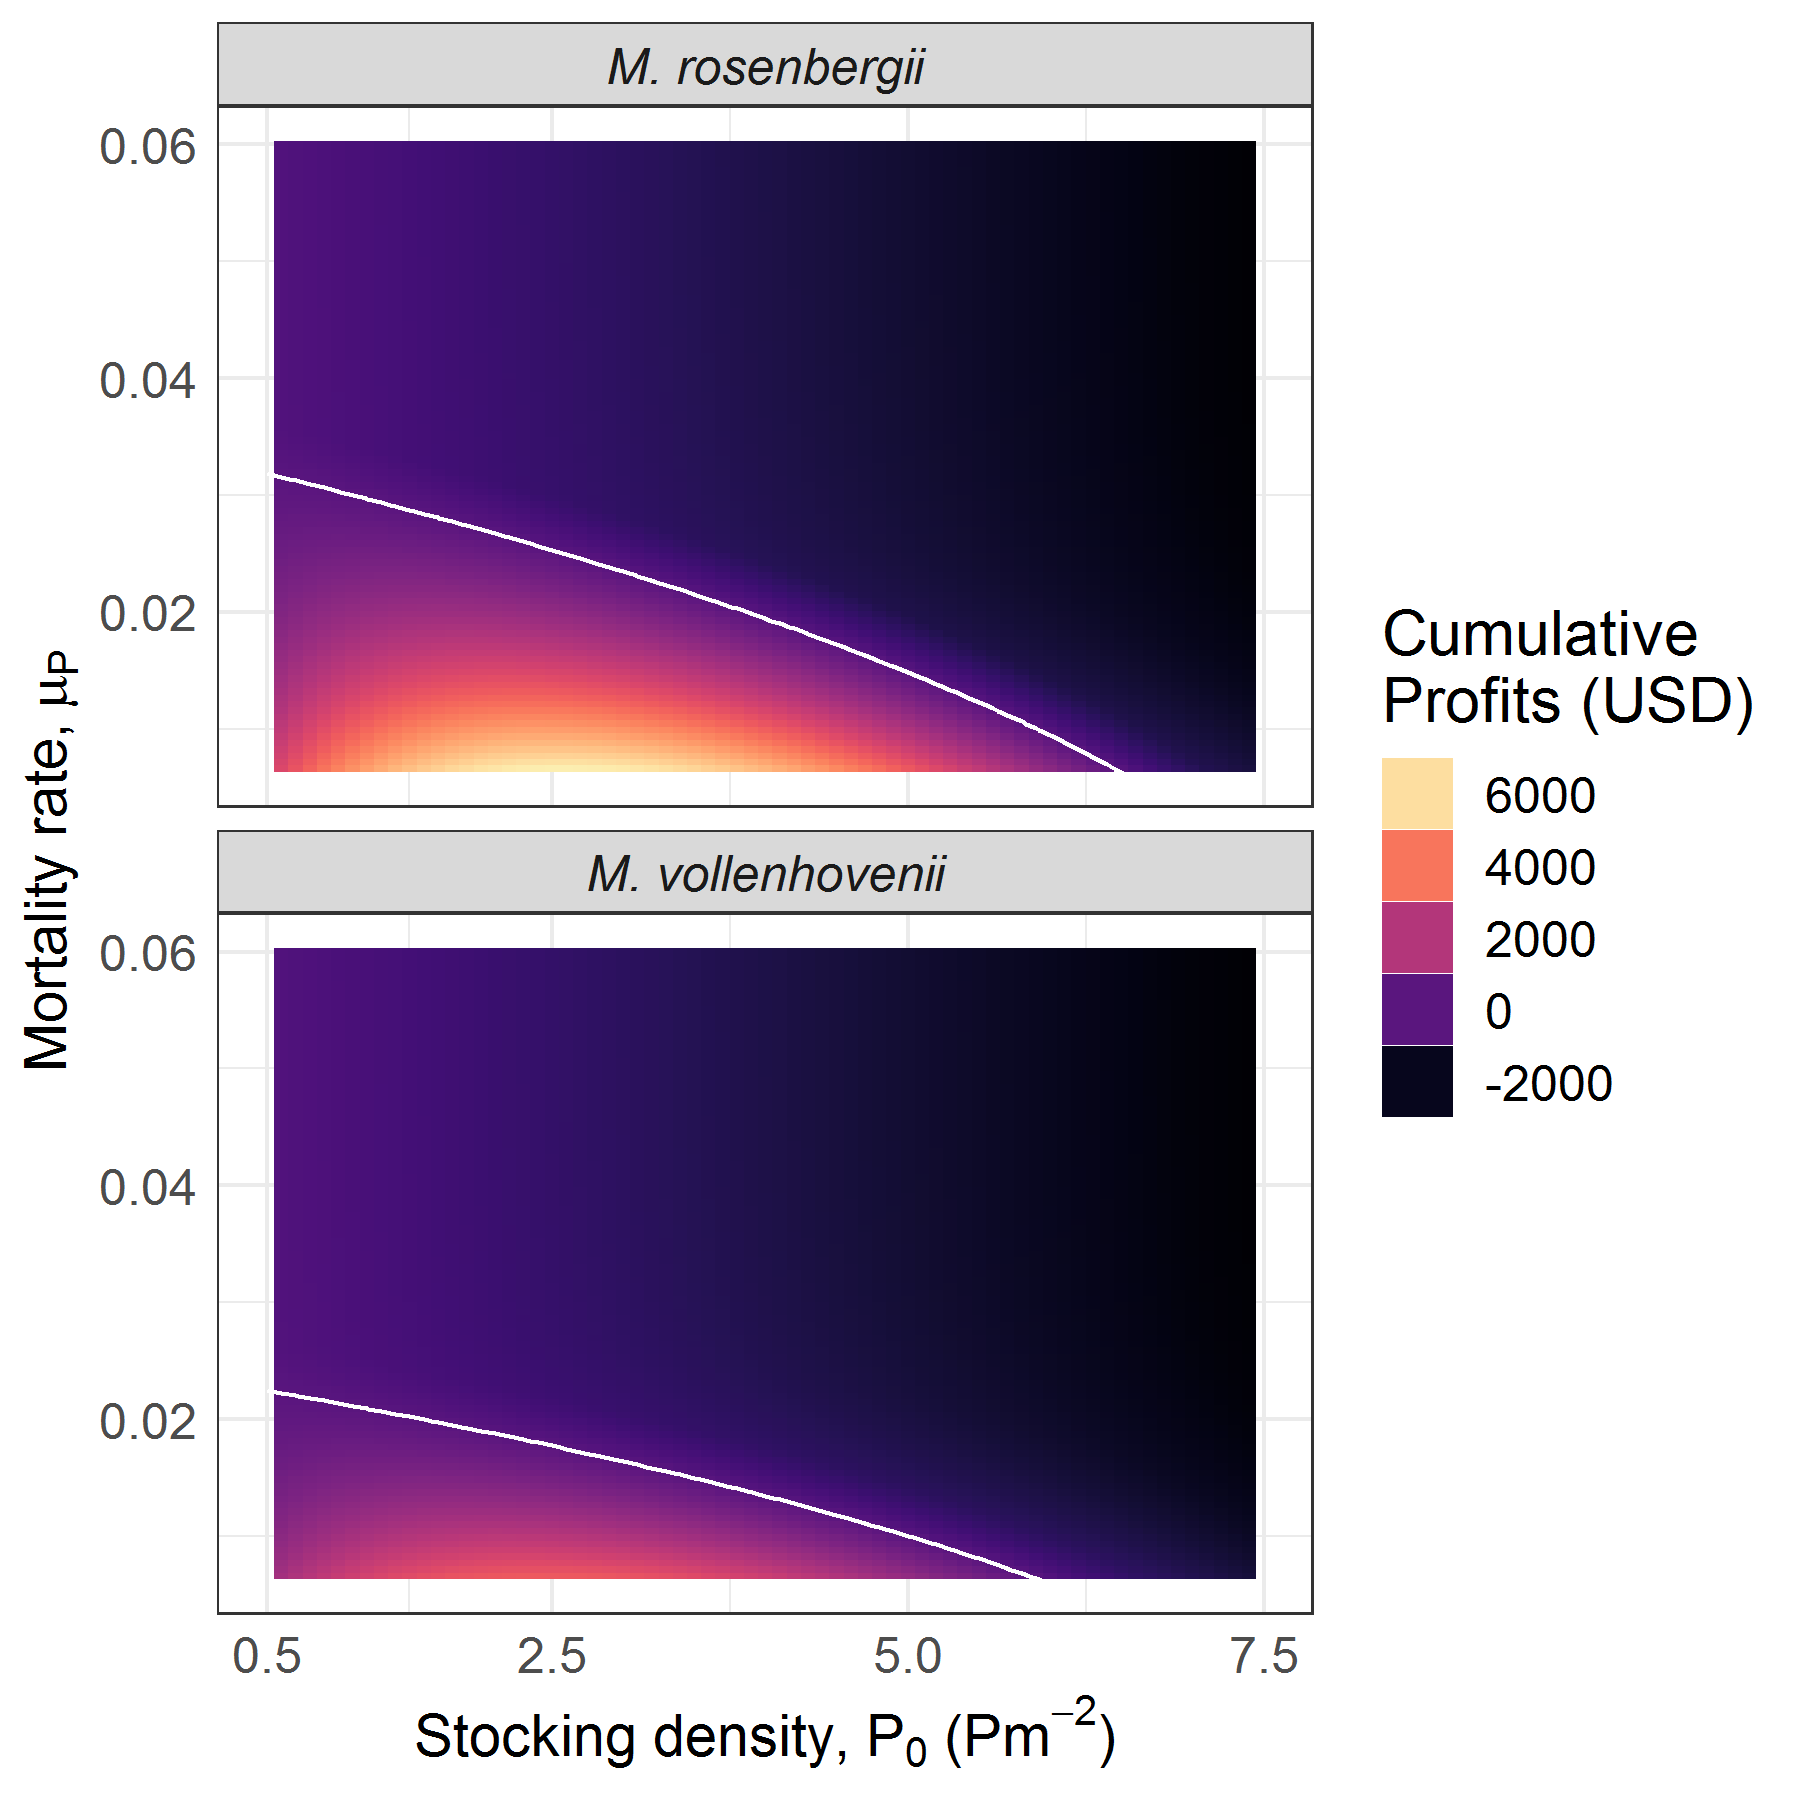 M. rosenbergii
0.06
0.04
0.02
M. vollenhovenii
0.06
0.04
0.02
0.5 2.5 5.0 7.5
Stocking density, P₀ (Pm⁻²)
Mortality rate, μP
Cumulative
Profits (USD)
6000
4000
2000
0
-2000